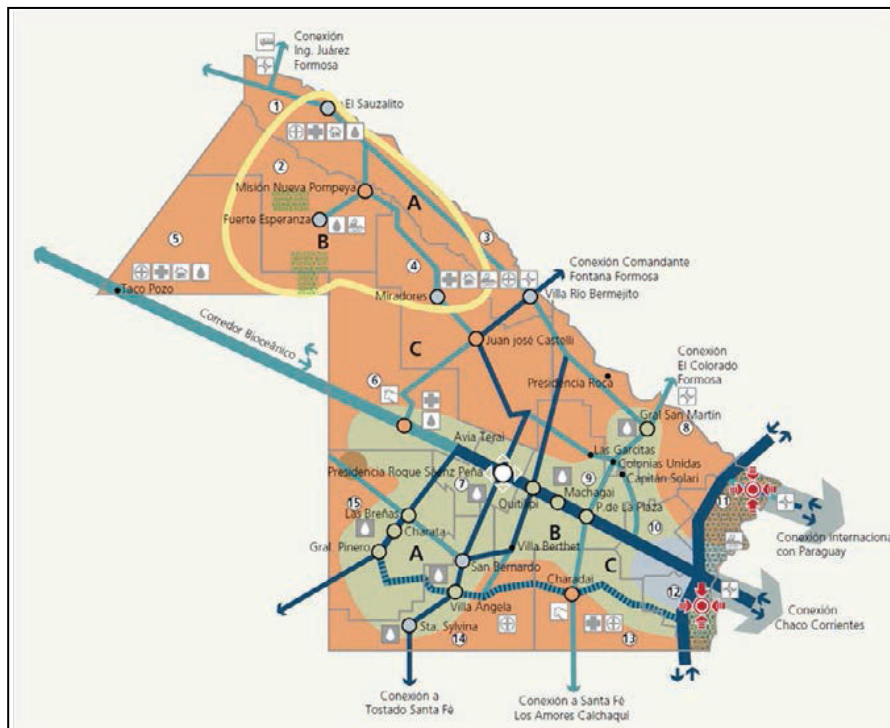 Conexión
Ing. Juárez
Formosa
1
El Sauzalito
2
Misión Nueva Pompeya
A
Fuerte Esperanza
B
5
3
4
Conexión Comandante
Fontana Formosa
Taco Pozo
Miradores
Villa Río Bermejito
Corredor Bioceánico
C
Juan josé Castelli
Conexión
El Colorado
Formosa
6
Presidencia Roca
Gral San Martín
8
Avia Terai
Las Garcitas
Colonias Unidas
Capitán Solari
Presidencia Roque Sáenz Peña
7
9
Machagai
Quitilipi
P.de La Plaza
11
15
Las Breñas
Charata
10
Conexión Internacional
con Paraguay
Gral. Pinero
A
Villa Berthet
B
San Bernardo
C
Charadai
12
Villa Angela
Conexión
Chaco Corrientes
Sta. Sylvina
14
13
Conexión a
Tostado Santa Fé
Conexión a Santa Fé
Los Amores Calchaquí